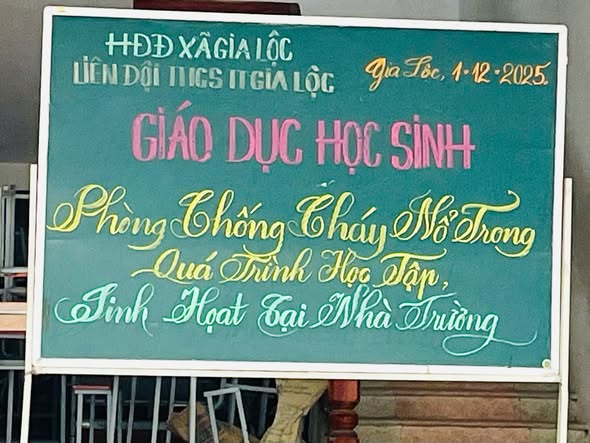 HĐĐ XÃ GIA LỘC
LIÊN ĐỘI THCS TT GIA LỘC
Gia Lộc, 1.12.2025.
GIÁO DỤC HỌC SINH
Phòng Chống Cháy Nổ Trong
Quá Trình Học Tập,
Sinh Hoạt Tại Nhà Trường